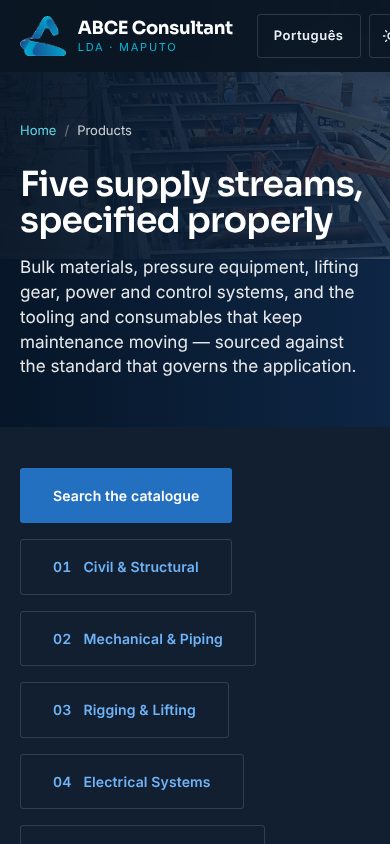 ABCE Consultant
LDA · MAPUTO
Português
Home / Products
Five supply streams,
specified properly
Bulk materials, pressure equipment, lifting
gear, power and control systems, and the
tooling and consumables that keep
maintenance moving — sourced against
the standard that governs the application.
Search the catalogue
01 Civil & Structural
02 Mechanical & Piping
03 Rigging & Lifting
04 Electrical Systems